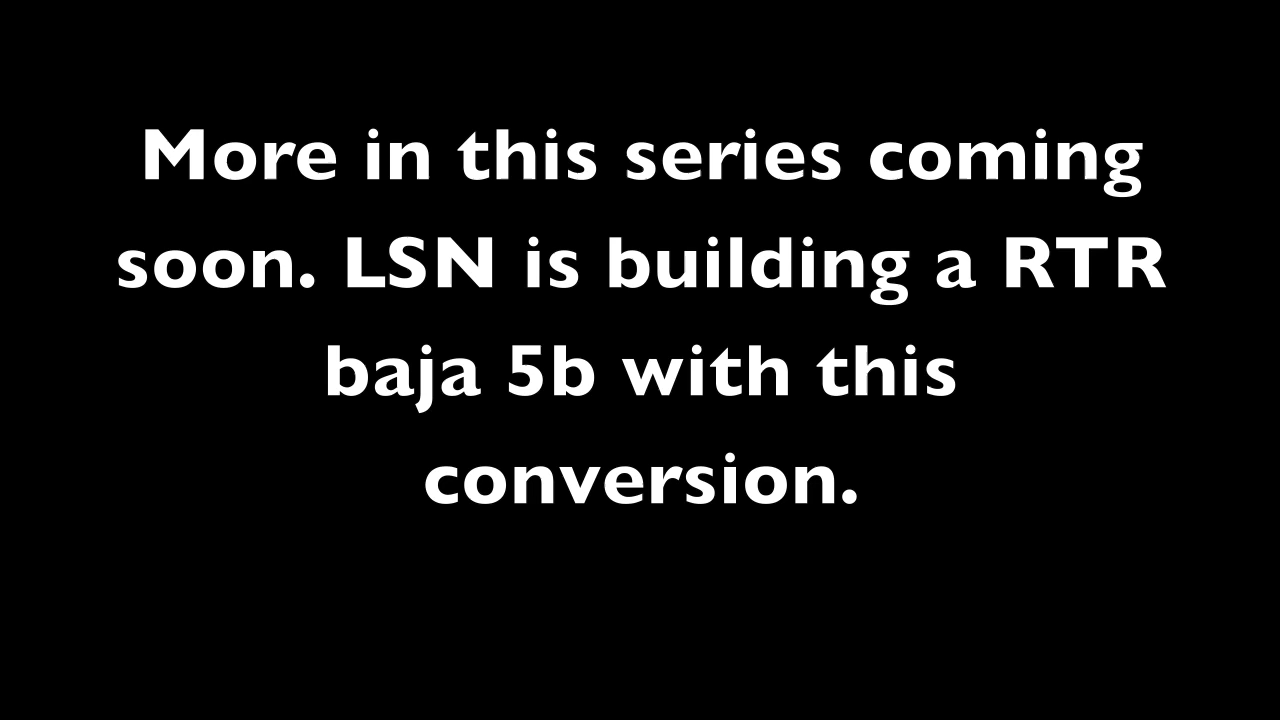 More in this series coming
soon. LSN is building a RTR
baja 5b with this
conversion.